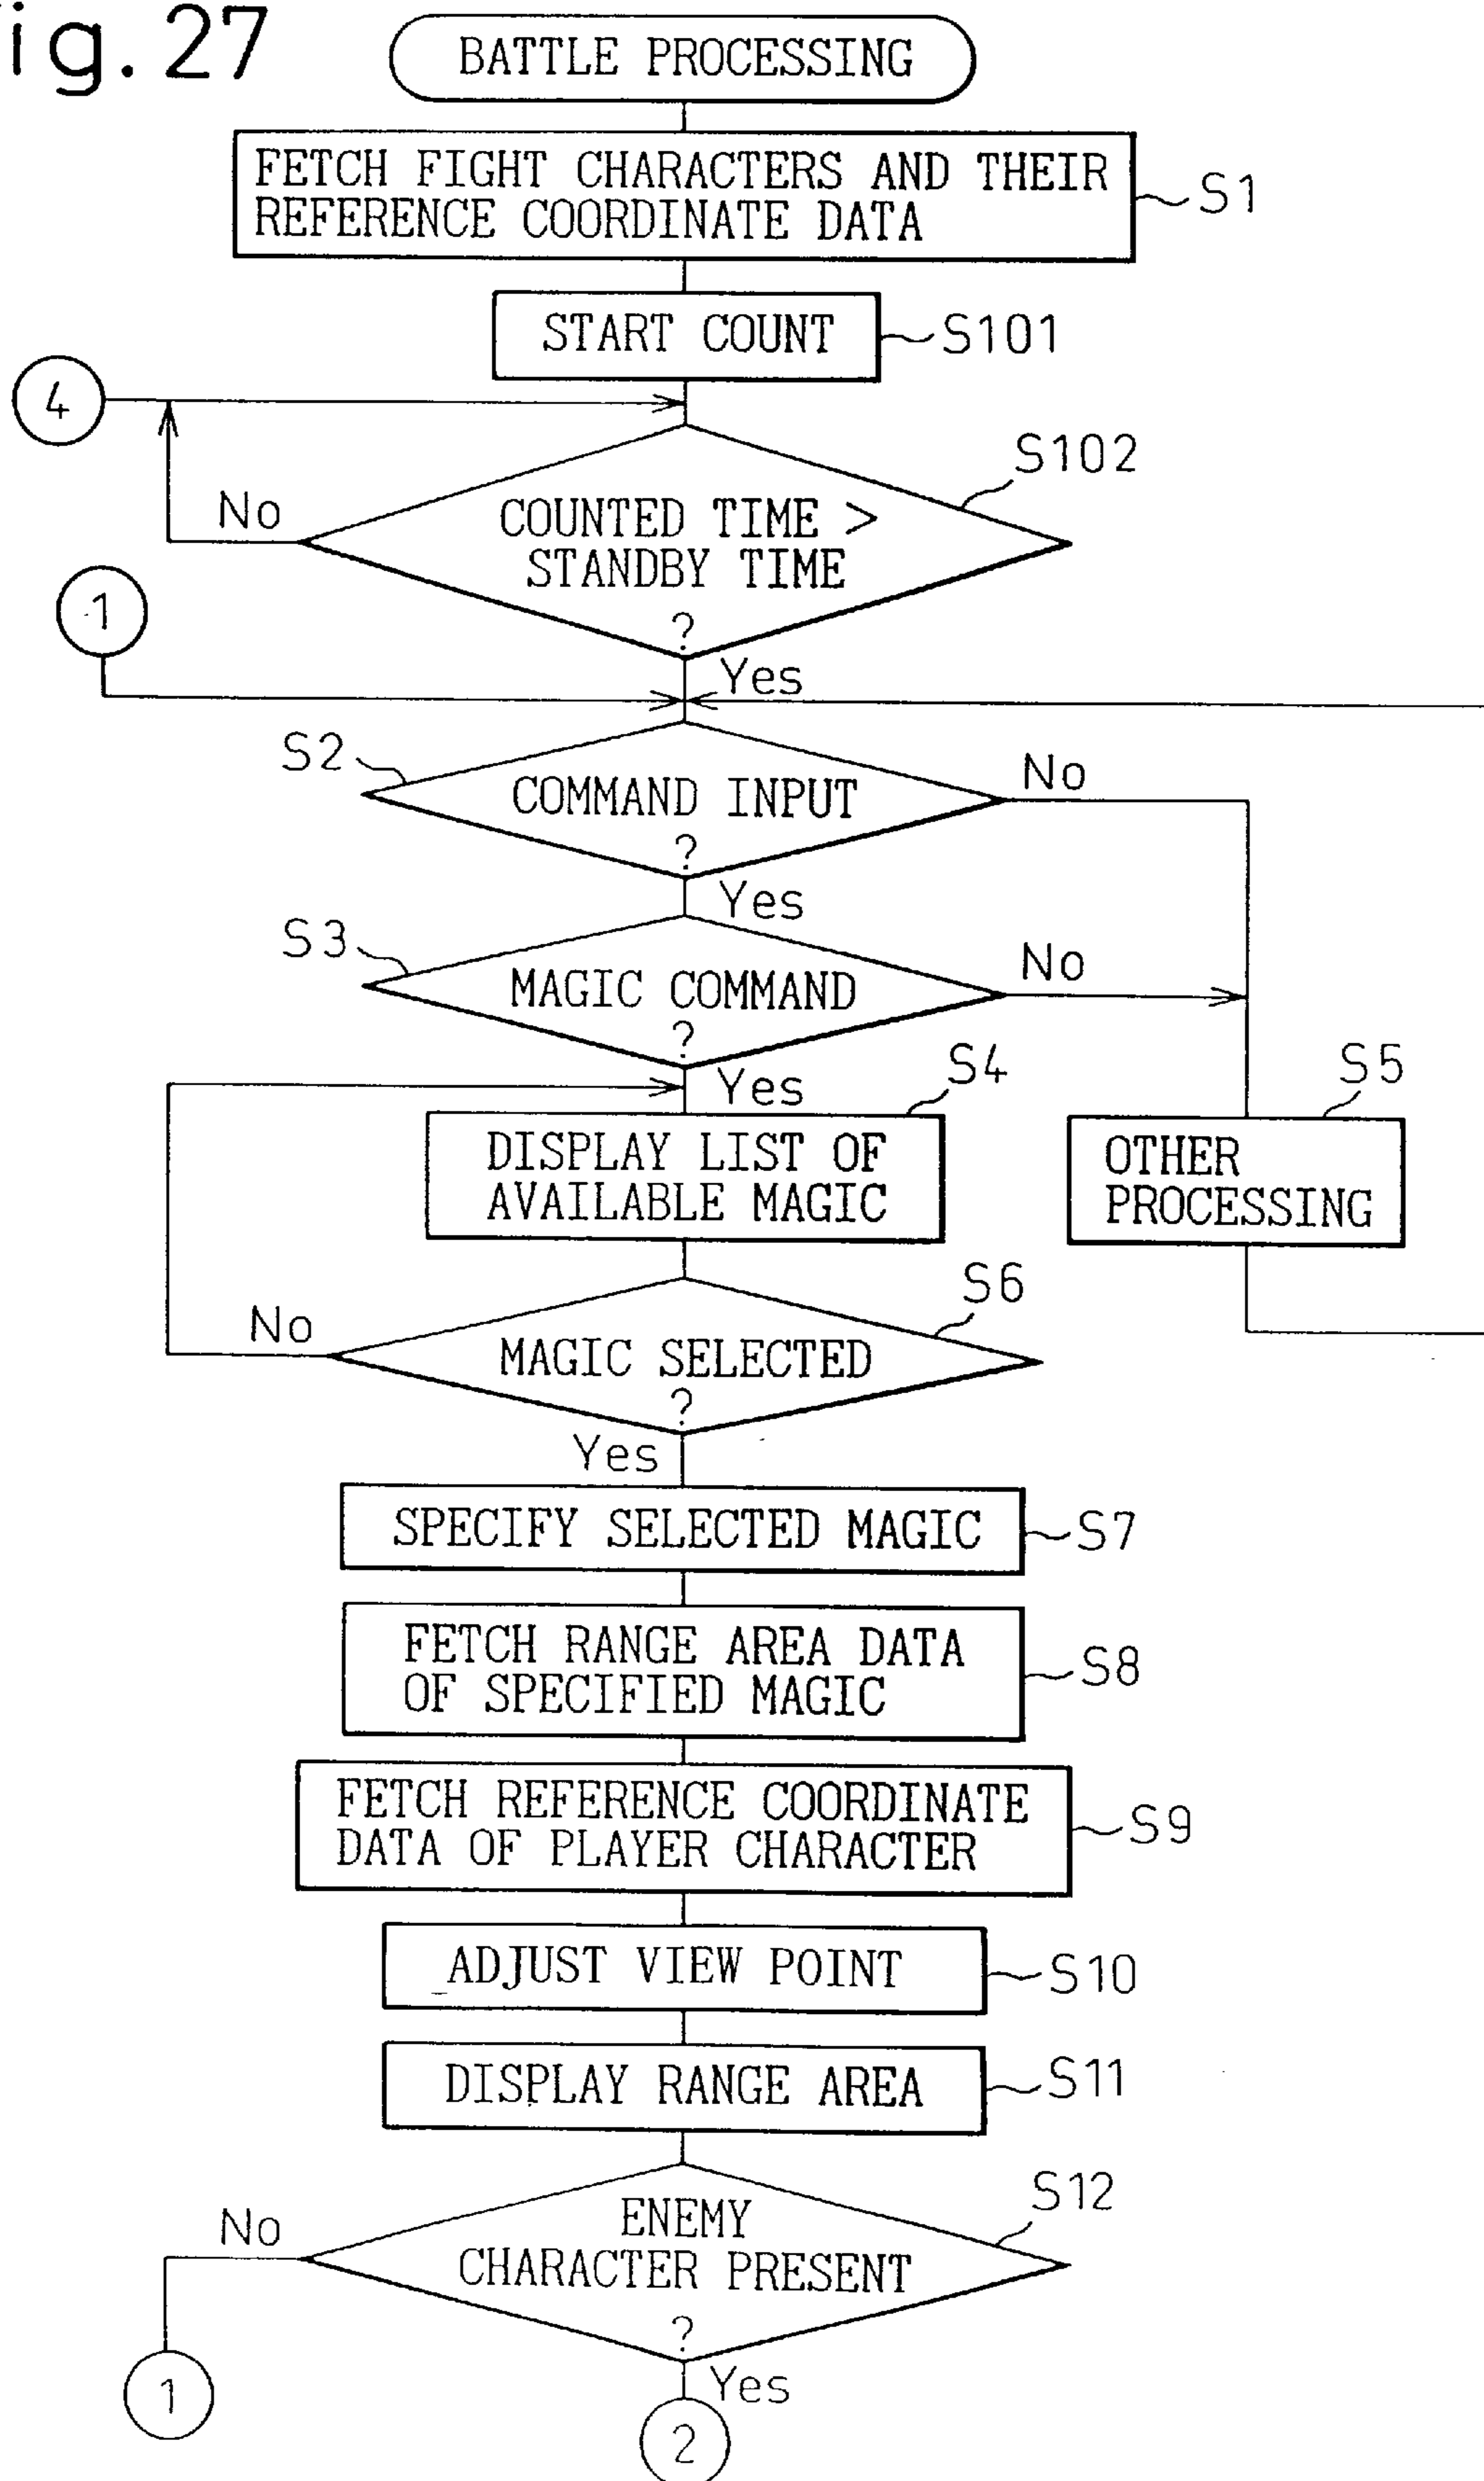 ig. 27
BATTLE PROCESSING
FETCH FIGHT CHARACTERS AND THEIR
REFERENCE COORDINATE DATA
S1
START COUNT
S101
4
S102
No
COUNTED TIME >
STANDBY TIME
?
1
Yes
S2
COMMAND INPUT
?
No
Yes
S3
MAGIC COMMAND
?
No
Yes
S4
DISPLAY LIST OF
AVAILABLE MAGIC
S5
OTHER
PROCESSING
S6
No
MAGIC SELECTED
?
Yes
SPECIFY SELECTED MAGIC
S7
FETCH RANGE AREA DATA
OF SPECIFIED MAGIC
S8
FETCH REFERENCE COORDINATE
DATA OF PLAYER CHARACTER
S9
ADJUST VIEW POINT
S10
DISPLAY RANGE AREA
S11
S12
No
ENEMY
CHARACTER PRESENT
?
1
Yes
2